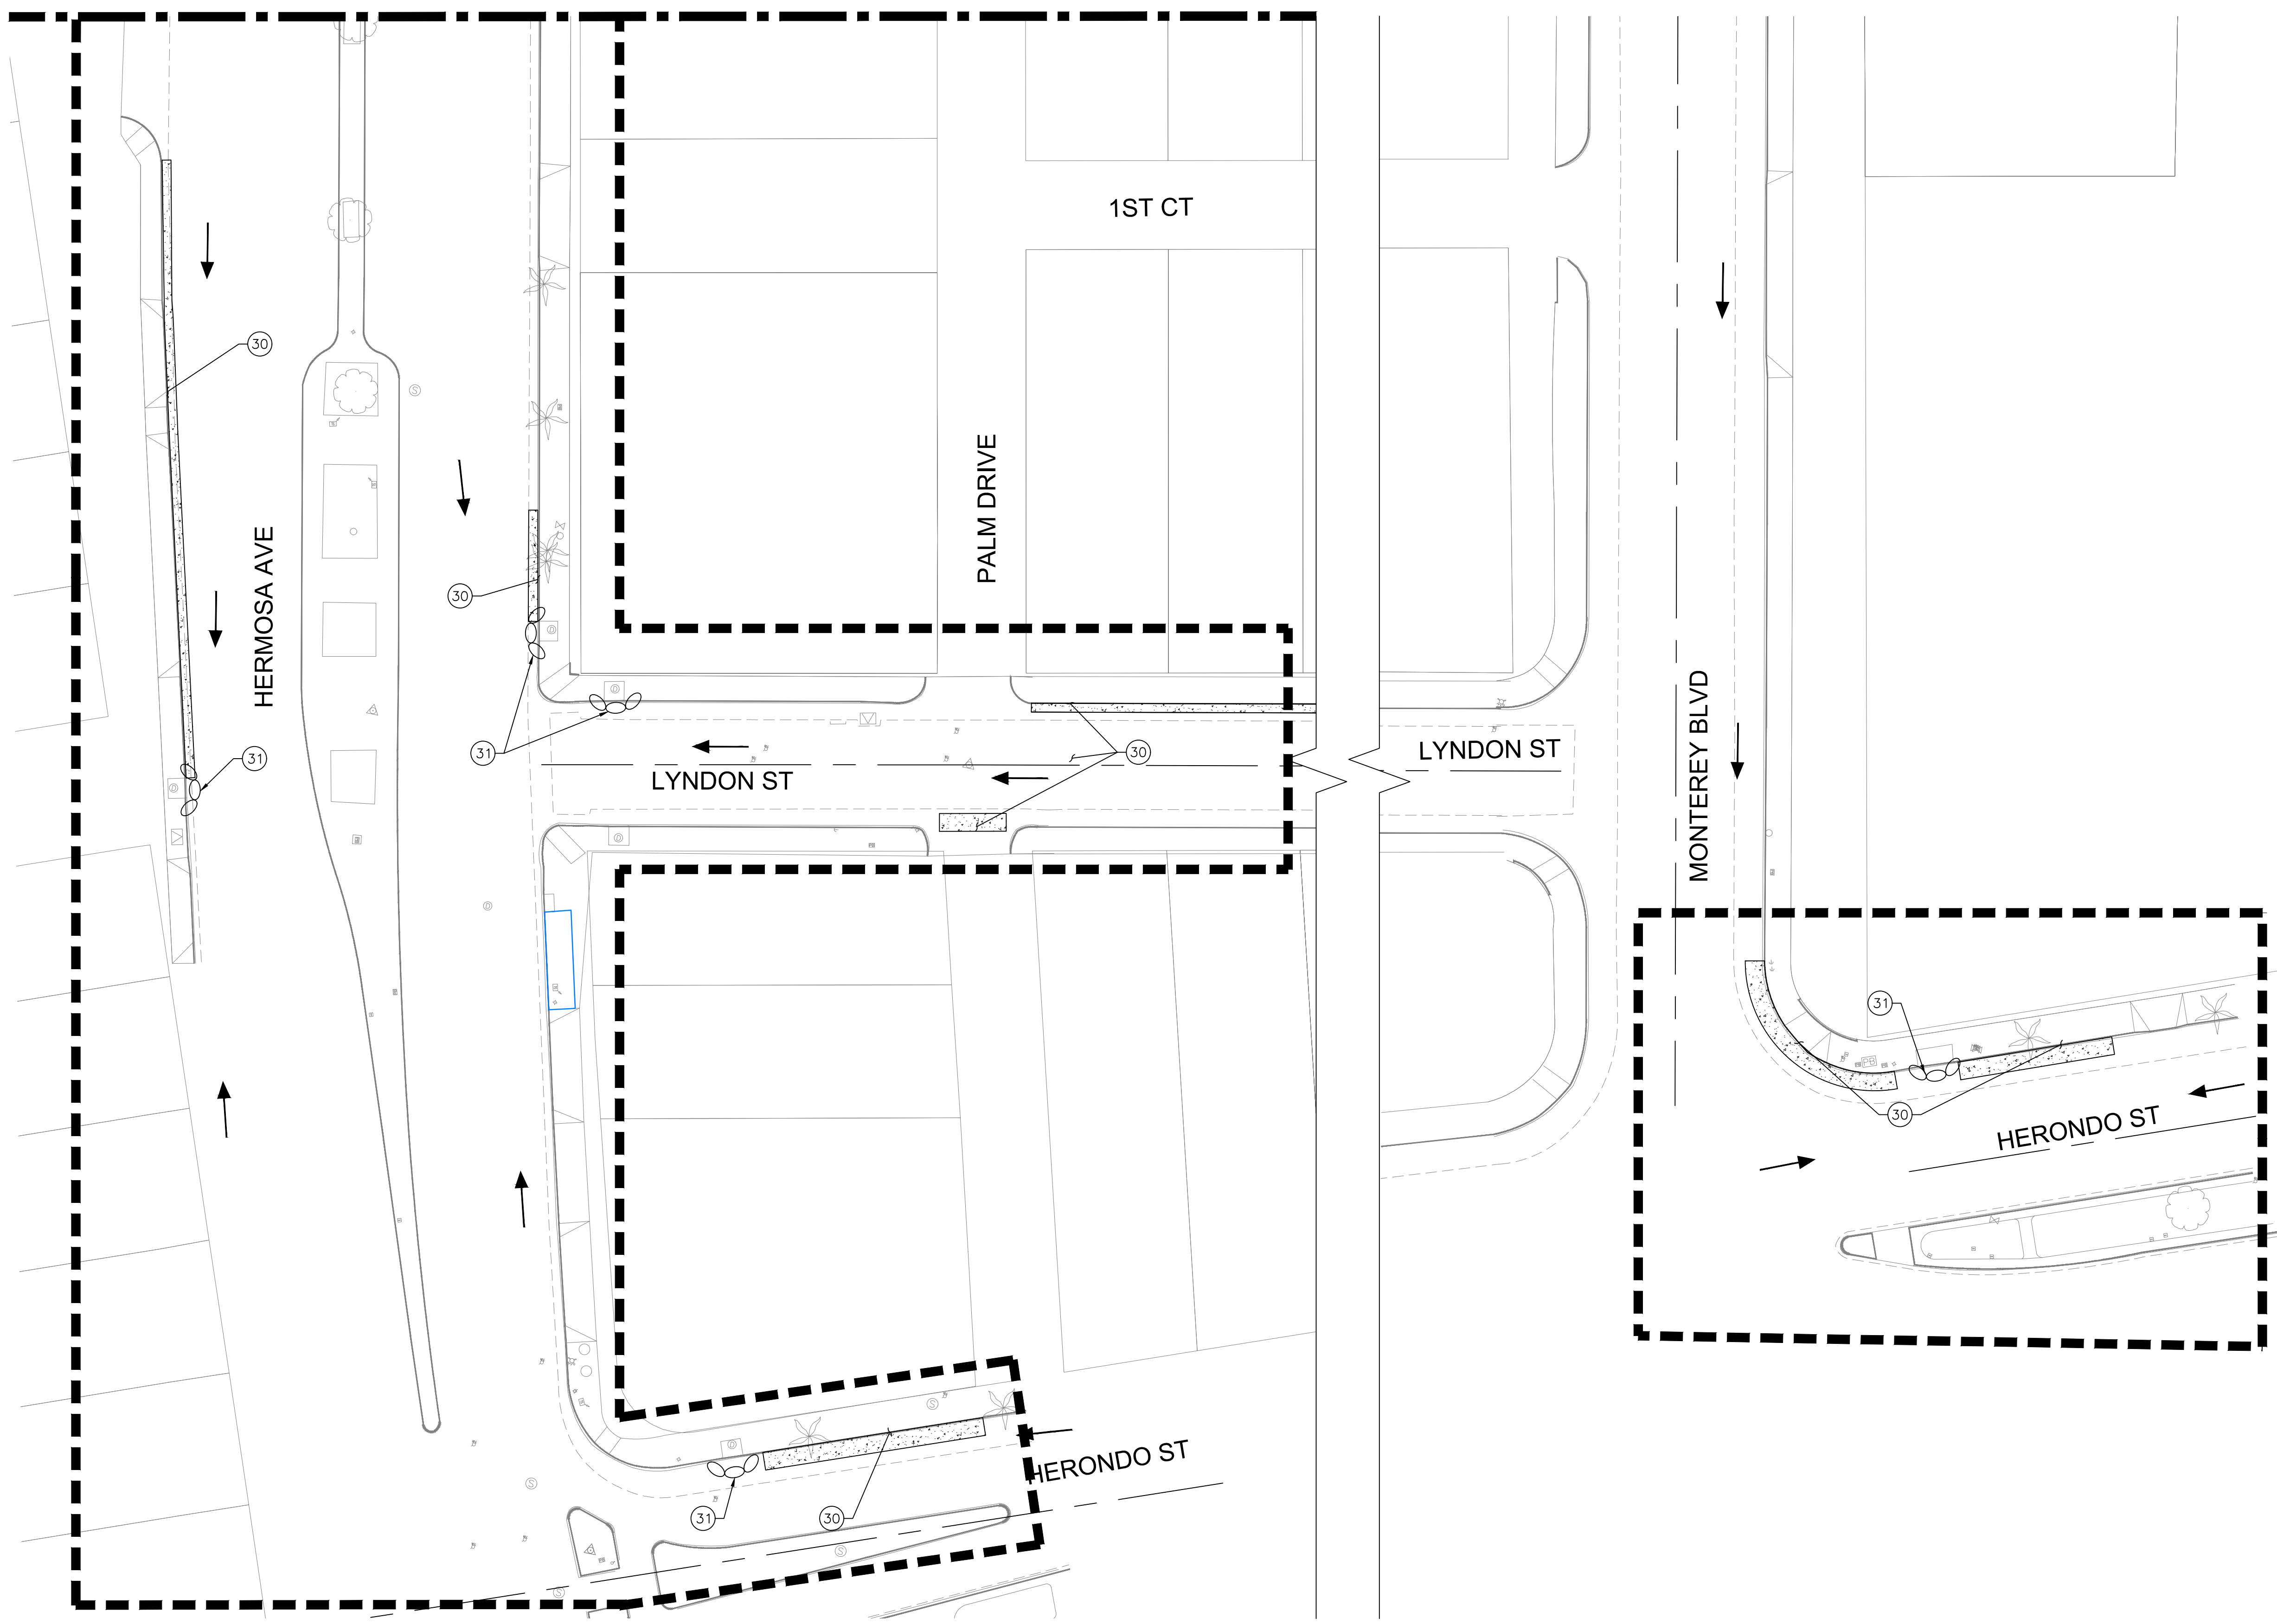 1ST CT
30
PALM DRIVE
HERMOSA AVE
30
31
31
30
LYNDON ST
LYNDON ST
MONTEREY BLVD
31
30
HERONDO ST
HERONDO ST
31
30
S
D
D
D
D
D
D
S
S
S
S